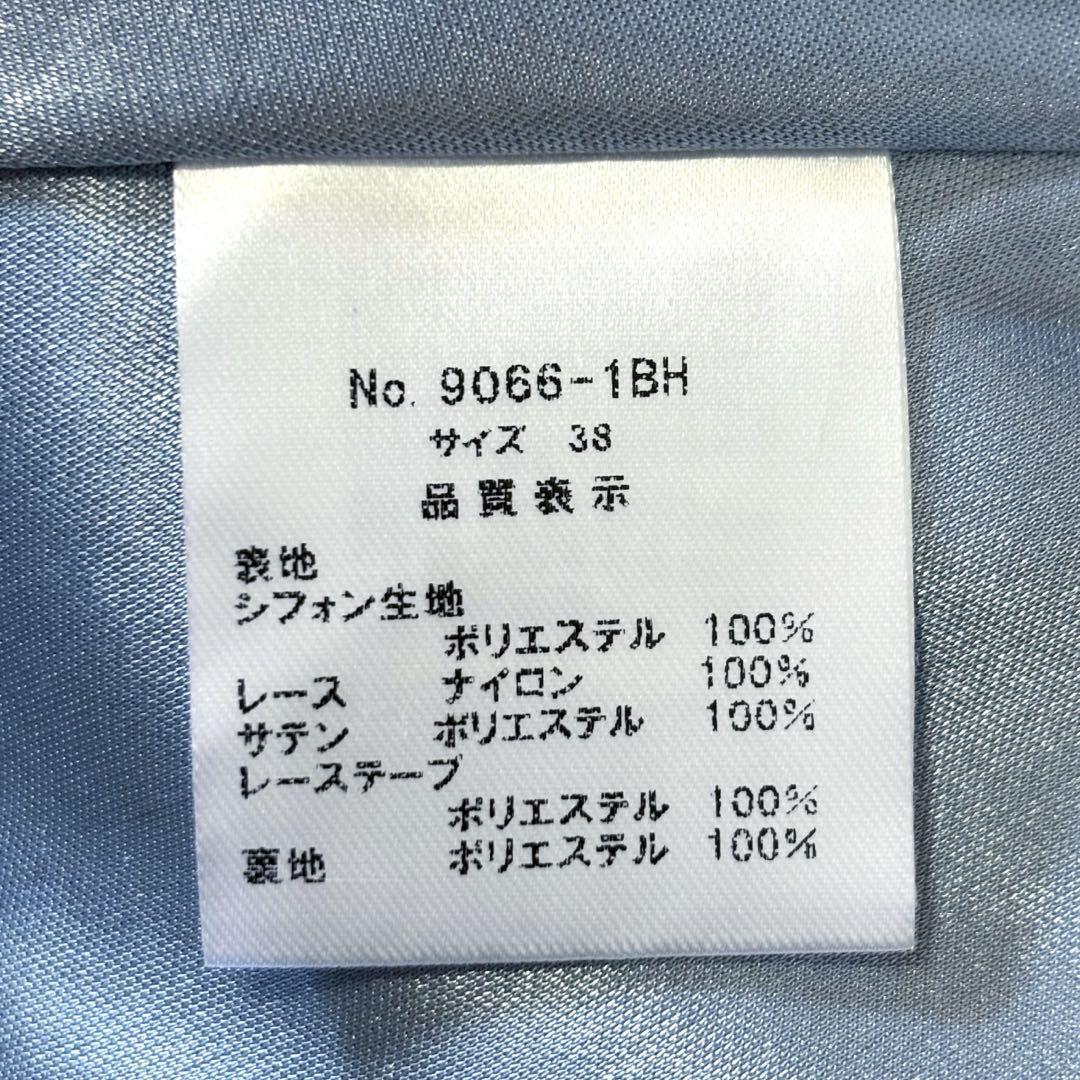 No. 9066-1BH
サイズ 38
品質表示
表地
シフォン生地
ポリエステル 100%
レース ナイロン 100%
サテン ポリエステル 100%
レーステープ
ポリエステル 100%
裏地 ポリエステル 100%